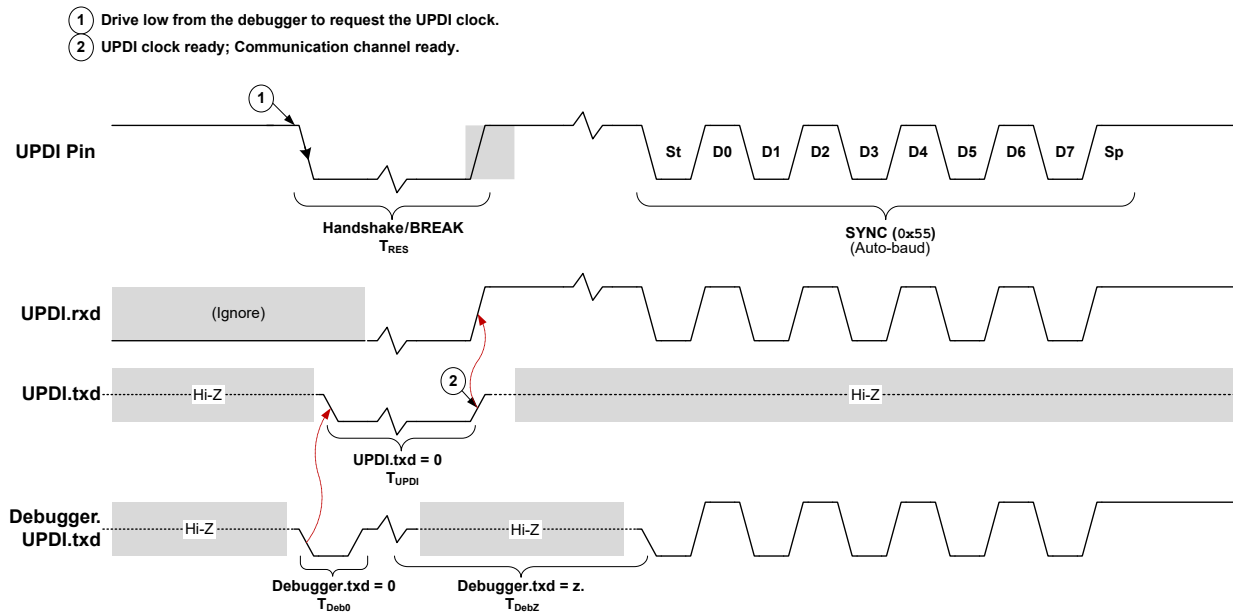 1 Drive low from the debugger to request the UPDI clock.
2 UPDI clock ready; Communication channel ready.
1
UPDI Pin
St D0 D1 D2 D3 D4 D5 D6 D7 Sp
Handshake/BREAK
TRES
SYNC (0x55)
(Auto-baud)
UPDI.rxd
(Ignore)
2
UPDI.txd
Hi-Z
Hi-Z
UPDI.txd = 0
TUPDI
Debugger.
UPDI.txd
Hi-Z
Hi-Z
Debugger.txd = 0
TDeb0
Debugger.txd = z.
TDebZ